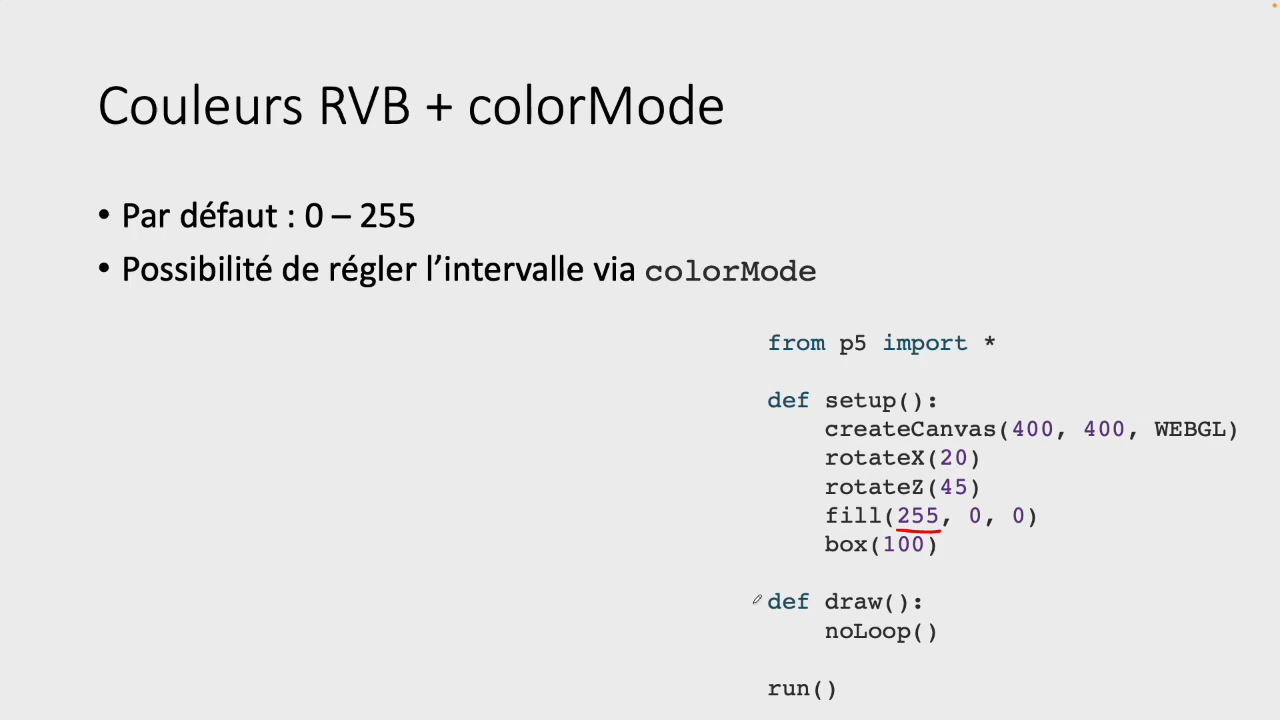 Couleurs RVB + colorMode
• Par défaut : 0 – 255
• Possibilité de régler l’intervalle via colorMode
from p5 import *
def setup():
    createCanvas(400, 400, WEBGL)
    rotateX(20)
    rotateZ(45)
    fill(255, 0, 0)
    box(100)
def draw():
    noLoop()
run()